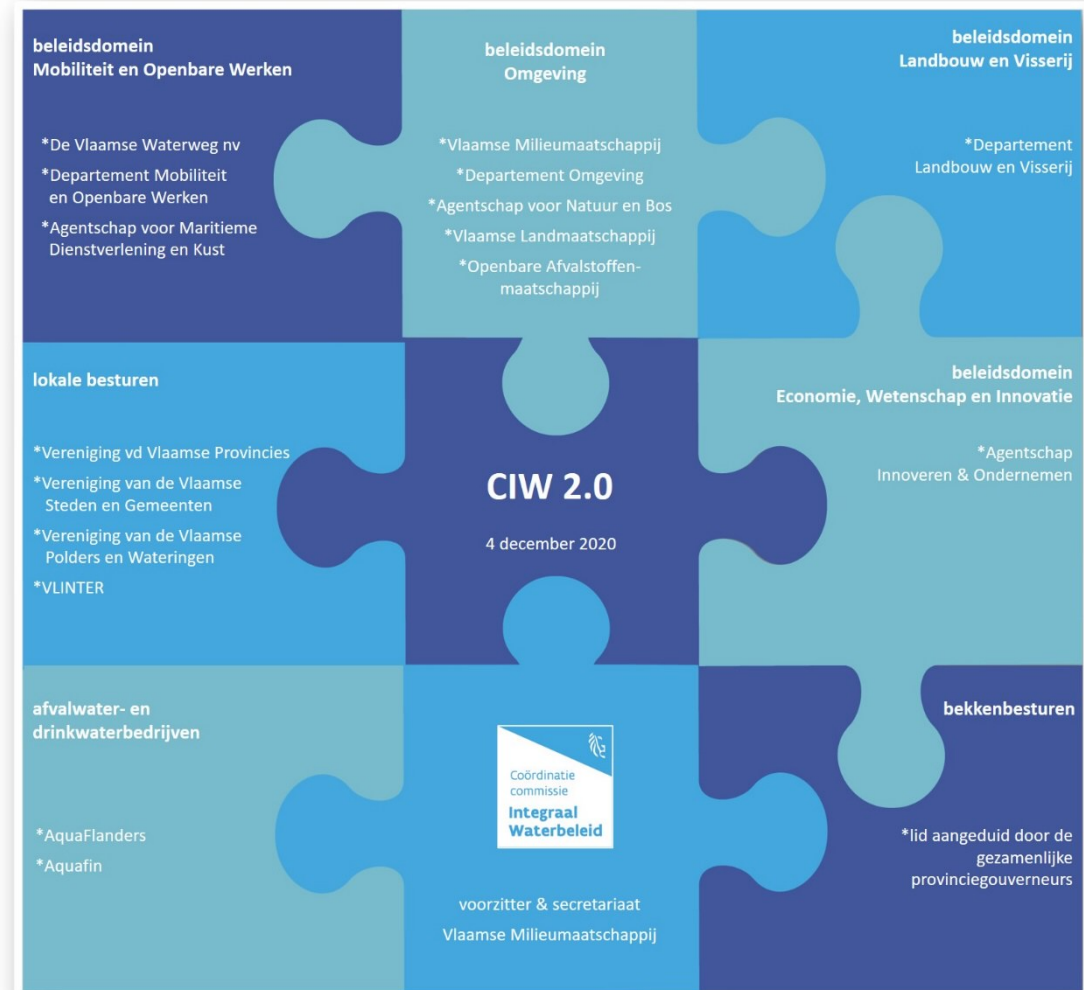 beleidsdomein
Mobiliteit en Openbare Werken
*De Vlaamse Waterweg nv
*Departement Mobiliteit
en Openbare Werken
*Agentschap voor Maritieme
Dienstverlening en Kust
beleidsdomein
Omgeving
*Vlaamse Milieumaatschappij
*Departement Omgeving
*Agentschap voor Natuur en Bos
*Vlaamse Landmaatschappij
*Openbare Afvalstoffen-
maatschappij
beleidsdomein
Landbouw en Visserij
*Departement
Landbouw en Visserij
lokale besturen
*Vereniging vd Vlaamse Provincies
*Vereniging van de Vlaamse
Steden en Gemeenten
*Vereniging van de Vlaamse
Polders en Wateringen
*VLINTER
CIW 2.0
4 december 2020
beleidsdomein
Economie, Wetenschap en Innovatie
*Agentschap
Innoveren & Ondernemen
afvalwater- en
drinkwaterbedrijven
*AquaFlanders
*Aquafin
Coördinatie
commissie
Integraal
Waterbeleid
voorzitter & secretariaat
Vlaamse Milieumaatschappij
bekkenbesturen
*lid aangeduid door de
gezamenlijke
provinciegouverneurs